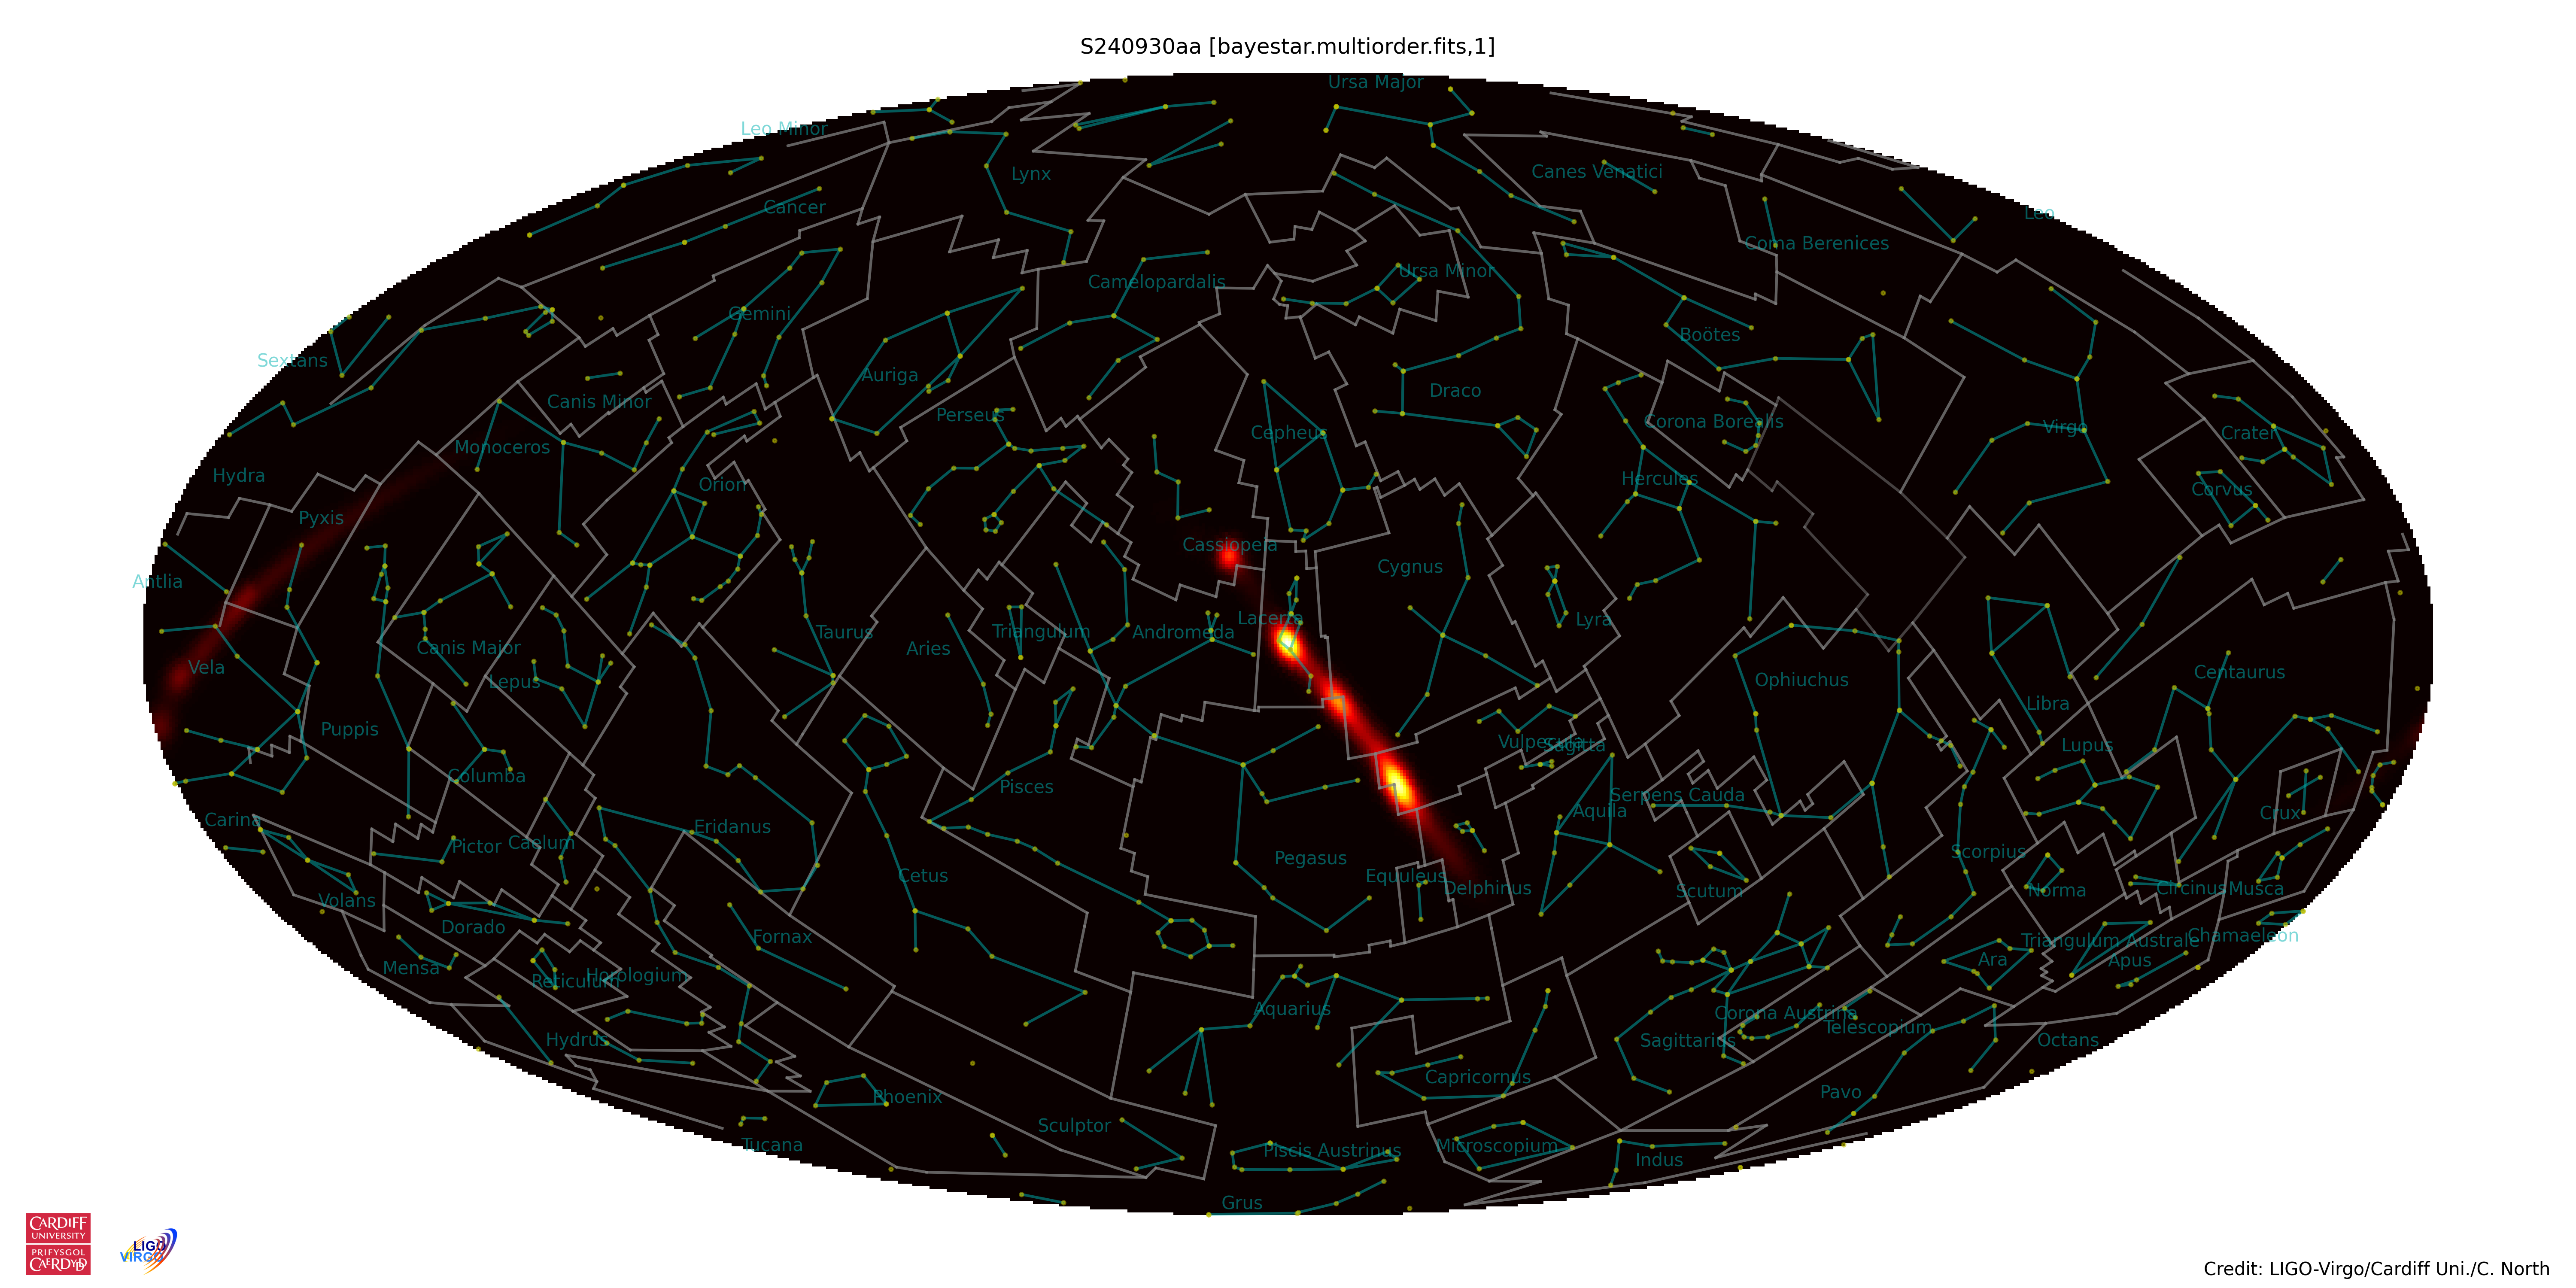 S240930aa [bayestar.multiorder.fits,1]
Ursa Major
Leo Minor
Lynx
Canes Venatici
Cancer
Leo
Coma Berenices
Ursa Minor
Camelopardalis
Gemini
Boötes
Sextans
Auriga
Draco
Canis Minor
Perseus
Corona Borealis
Virgo
Cepheus
Crater
Monoceros
Hydra
Orion
Hercules
Corvus
Pyxis
Cassiopeia
Cygnus
Antlia
Lacerta
Lyra
Taurus
Triangulum
Andromeda
Aries
Canis Major
Vela
Lepus
Ophiuchus
Centaurus
Libra
Puppis
Vulpecula
Sagitta
Lupus
Columba
Pisces
Serpens Cauda
Aquila
Crux
Carina
Eridanus
Pictor
Caelum
Scorpius
Pegasus
Cetus
Equuleus
Delphinus
Scutum
Norma
Circinus
Musca
Volans
Dorado
Fornax
Triangulum Australe
Chamaeleon
Mensa
Ara
Apus
Reticulum
Horologium
Aquarius
Corona Austrina
Telescopium
Hydrus
Sagittarius
Octans
Capricornus
Pavo
Phoenix
Sculptor
Tucana
Piscis Austrinus
Microscopium
Indus
Grus
CARDIFF
UNIVERSITY
PRIFYSGOL
CAERDYDD
LIGO
VIRGO
Credit: LIGO-Virgo/Cardiff Uni./C. North